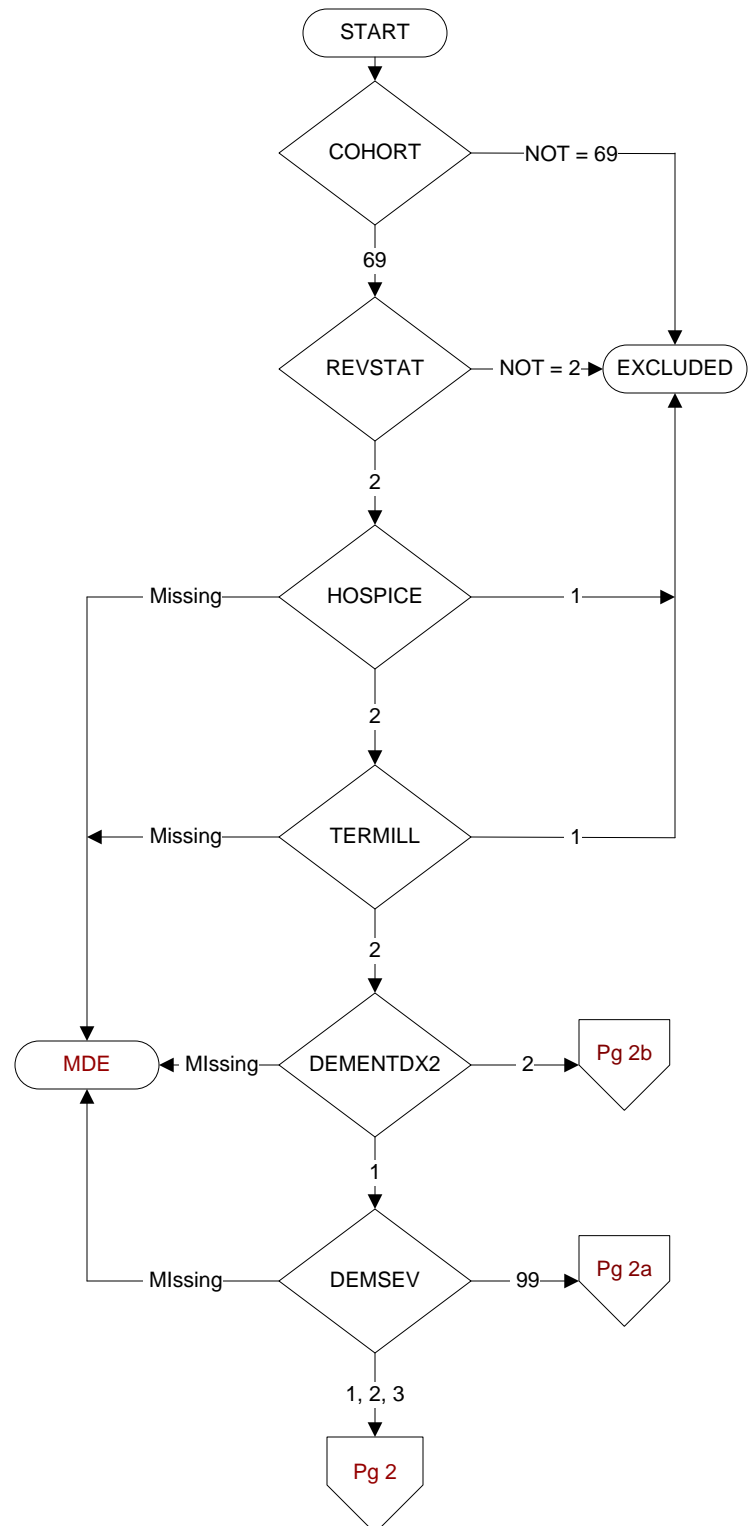 START
COHORT
NOT = 69
69
REVSTAT
NOT = 2
EXCLUDED
2
Missing
HOSPICE
1
2
Missing
TERMILL
1
2
MDE
MIssing
DEMENTDX2
2
Pg 2b
1
MIssing
DEMSEV
99
Pg 2a
1, 2, 3
Pg 2